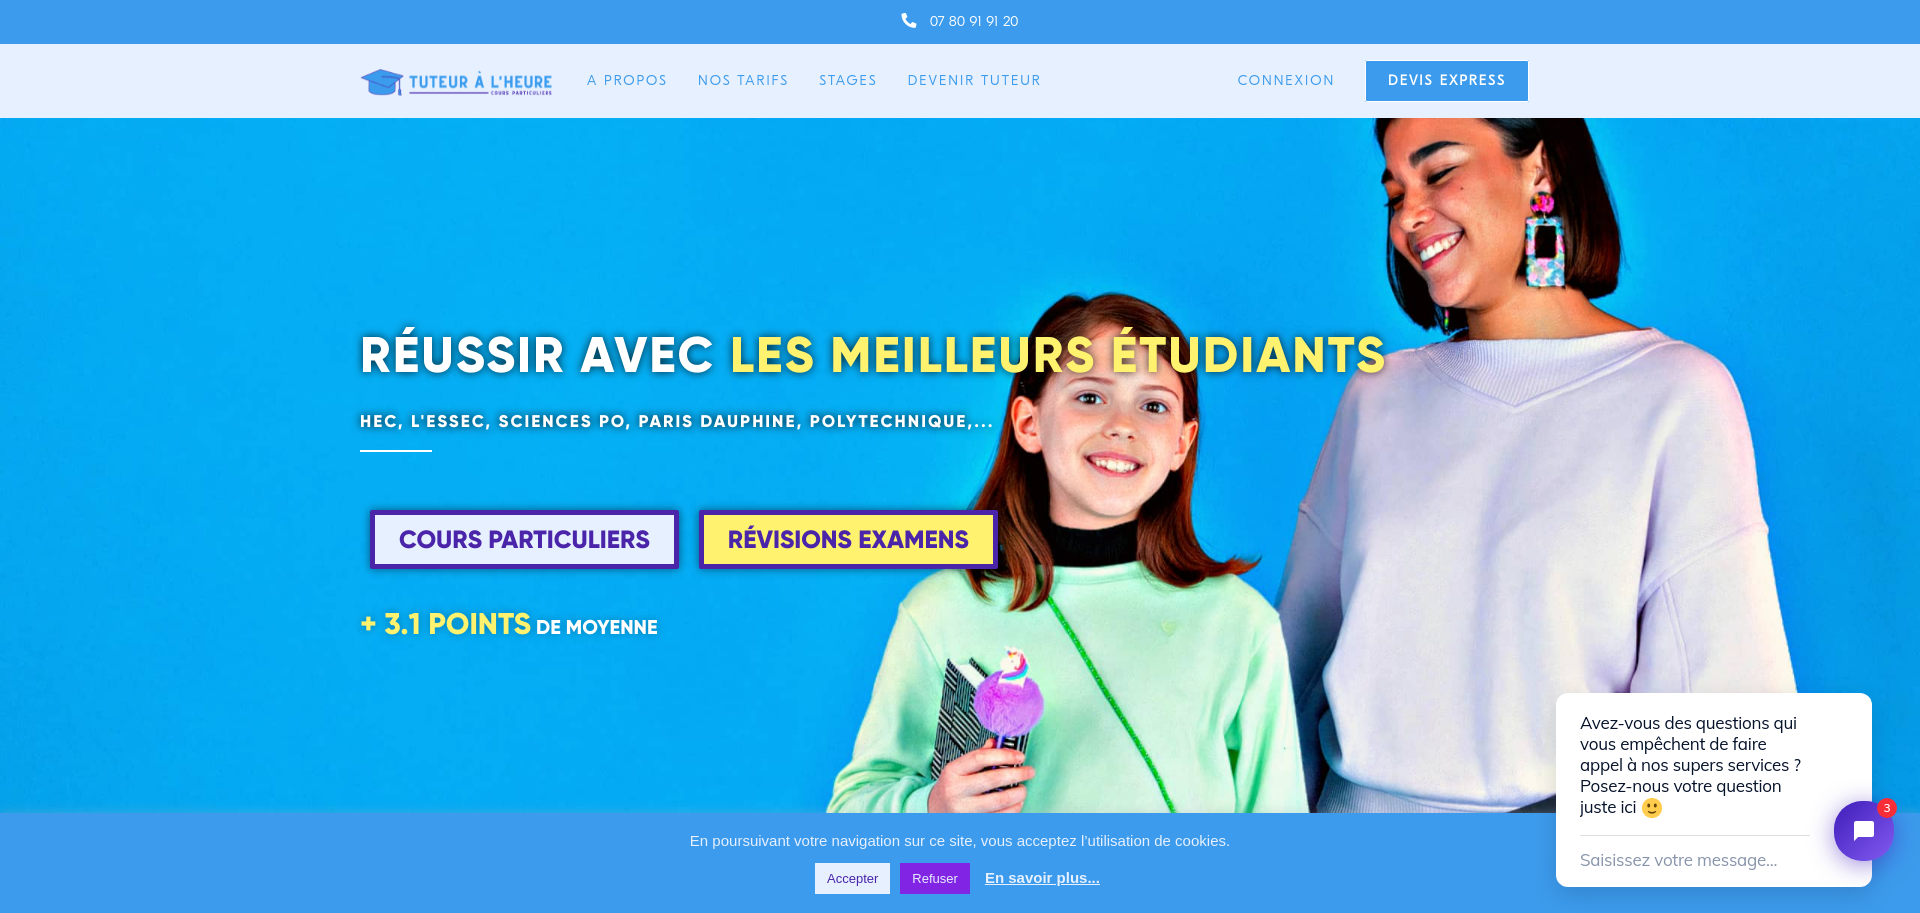 07 80 91 91 20
TUTEUR À L'HEURE
COURS PARTICULIERS
A PROPOS
NOS TARIFS
STAGES
DEVENIR TUTEUR
CONNEXION
DEVIS EXPRESS
RÉUSSIR AVEC LES MEILLEURS ÉTUDIANTS
HEC, L'ESSEC, SCIENCES PO, PARIS DAUPHINE, POLYTECHNIQUE,...
COURS PARTICULIERS
RÉVISIONS EXAMENS
+ 3.1 POINTS DE MOYENNE
Avez-vous des questions qui
vous empêchent de faire
appel à nos supers services ?
Posez-nous votre question
juste ici 🙂
3
Saisissez votre message...
En poursuivant votre navigation sur ce site, vous acceptez l’utilisation de cookies.
Accepter
Refuser
En savoir plus...